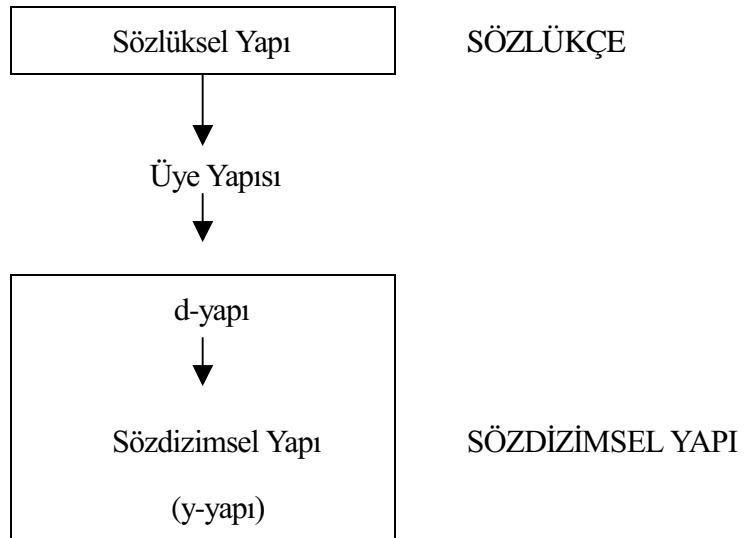 Sözlüksel Yapı SÖZLÜKÇE
Üye Yapısı
d-yapı
Sözdizimsel Yapı SÖZDİZİMSEL YAPI
(y-yapı)